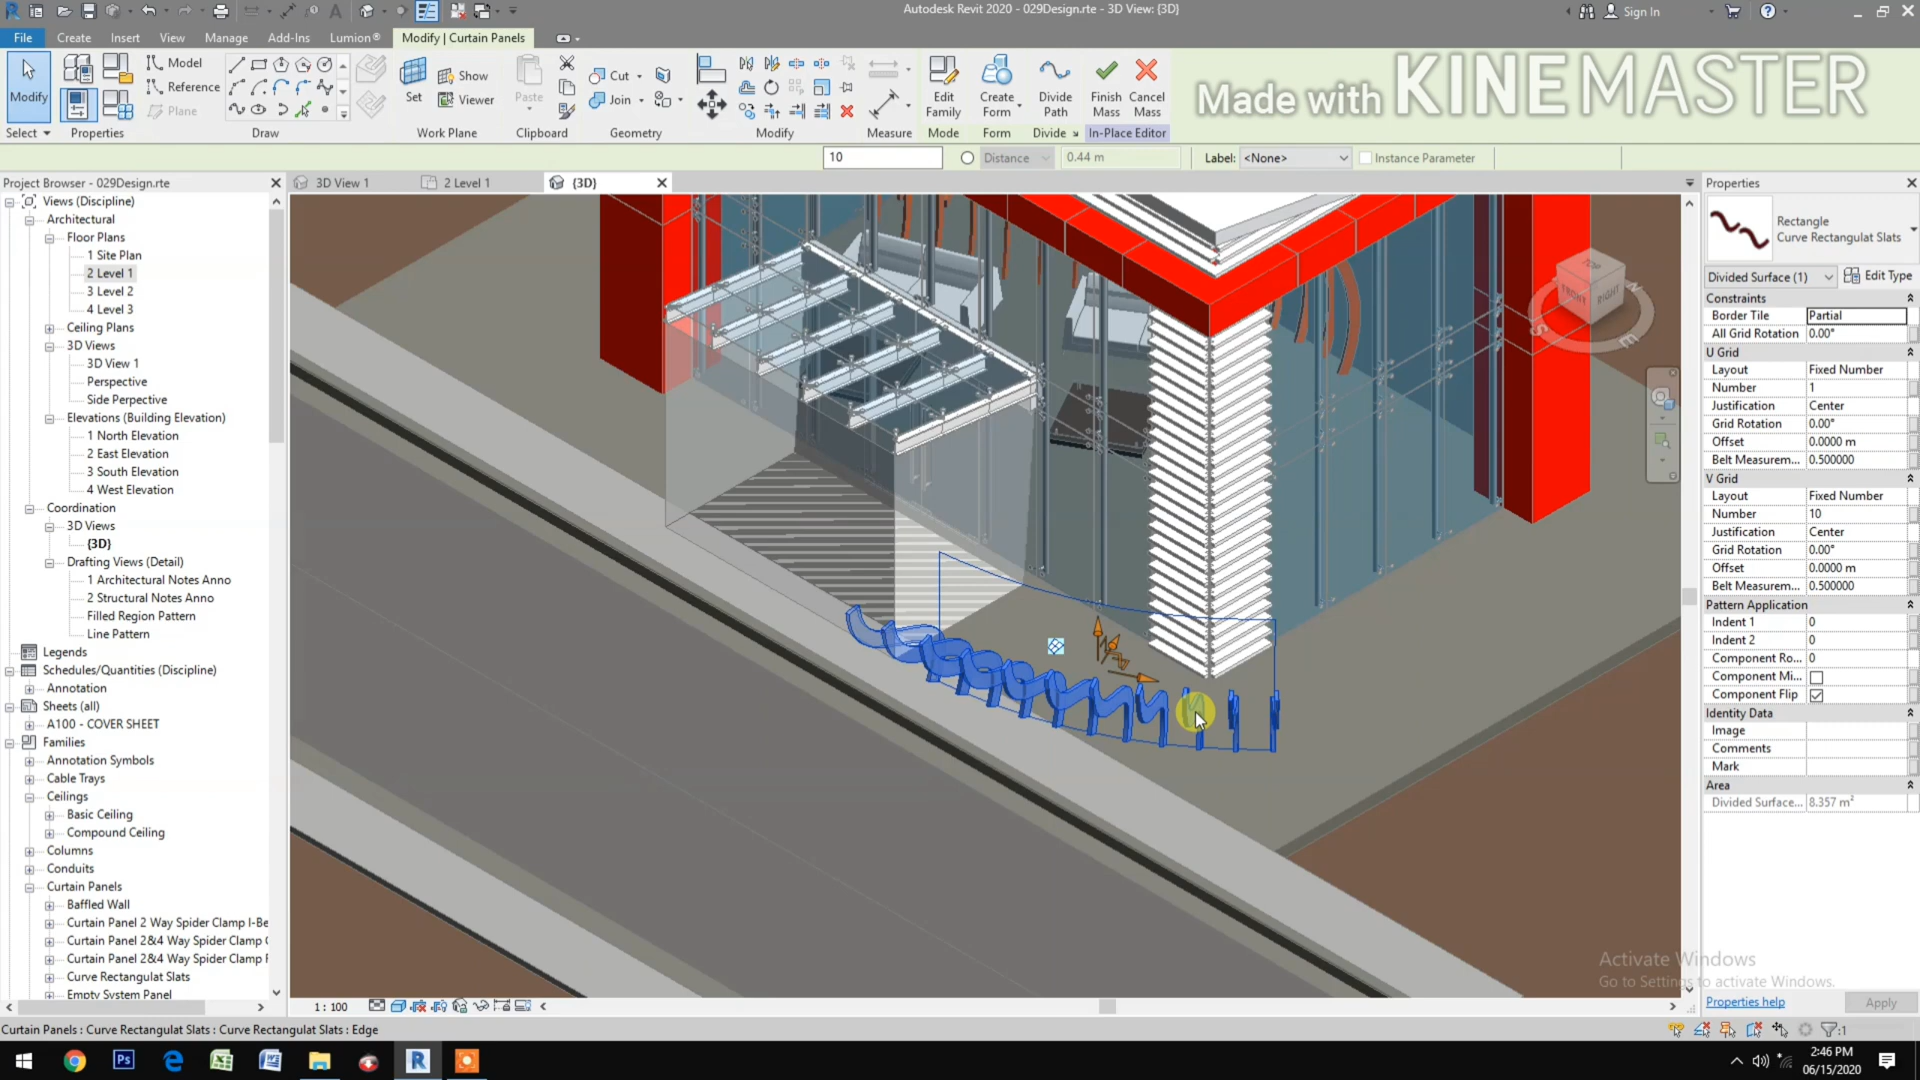 Autodesk Revit 2020 - 029Design.rte - 3D View: {3D}
Sign In
File Create Insert View Manage Add-Ins Lumion® Modify | Curtain Panels
Made with KINEMASTER
Modify
Model
Reference
Plane
Set
Show
Viewer
Paste
Cut
Join
Edit Family
Create Form
Divide Path
Finish Mass
Cancel Mass
Select Properties Draw Work Plane Clipboard Geometry Modify Measure Mode Form Divide In-Place Editor
10 Distance 0.44 m Label: <None> Instance Parameter
Project Browser - 029Design.rte
3D View 1
2 Level 1
{3D}
Views (Discipline)
Architectural
Floor Plans
1 Site Plan
2 Level 1
3 Level 2
4 Level 3
Ceiling Plans
3D Views
3D View 1
Perspective
Side Perpective
Elevations (Building Elevation)
1 North Elevation
2 East Elevation
3 South Elevation
4 West Elevation
Coordination
3D Views
{3D}
Drafting Views (Detail)
1 Architectural Notes Anno
2 Structural Notes Anno
Filled Region Pattern
Line Pattern
Legends
Schedules/Quantities (Discipline)
Annotation
Sheets (all)
A100 - COVER SHEET
Families
Annotation Symbols
Cable Trays
Ceilings
Basic Ceiling
Compound Ceiling
Columns
Conduits
Curtain Panels
Baffled Wall
Curtain Panel 2 Way Spider Clamp I-Be
Curtain Panel 2&4 Way Spider Clamp
Curtain Panel 2&4 Way Spider Clamp
Curve Rectangulat Slats
Empty System Panel
TOP
FRONT
RIGHT
S
E
Properties
Rectangle
Curve Rectangulat Slats
Divided Surface (1) Edit Type
Constraints
Border Tile Partial
All Grid Rotation 0.00°
U Grid
Layout Fixed Number
Number 1
Justification Center
Grid Rotation 0.00°
Offset 0.0000 m
Belt Measurem... 0.500000
V Grid
Layout Fixed Number
Number 10
Justification Center
Grid Rotation 0.00°
Offset 0.0000 m
Belt Measurem... 0.500000
Pattern Application
Indent 1 0
Indent 2 0
Component Ro... 0
Component Mi...
Component Flip
Identity Data
Image
Comments
Mark
Area
Divided Surface... 8.357 m²
Activate Windows
Go to Settings to activate Windows.
Properties help Apply
1 : 100
Curtain Panels : Curve Rectangulat Slats : Curve Rectangulat Slats : Edge
:1
2:46 PM
06/15/2020